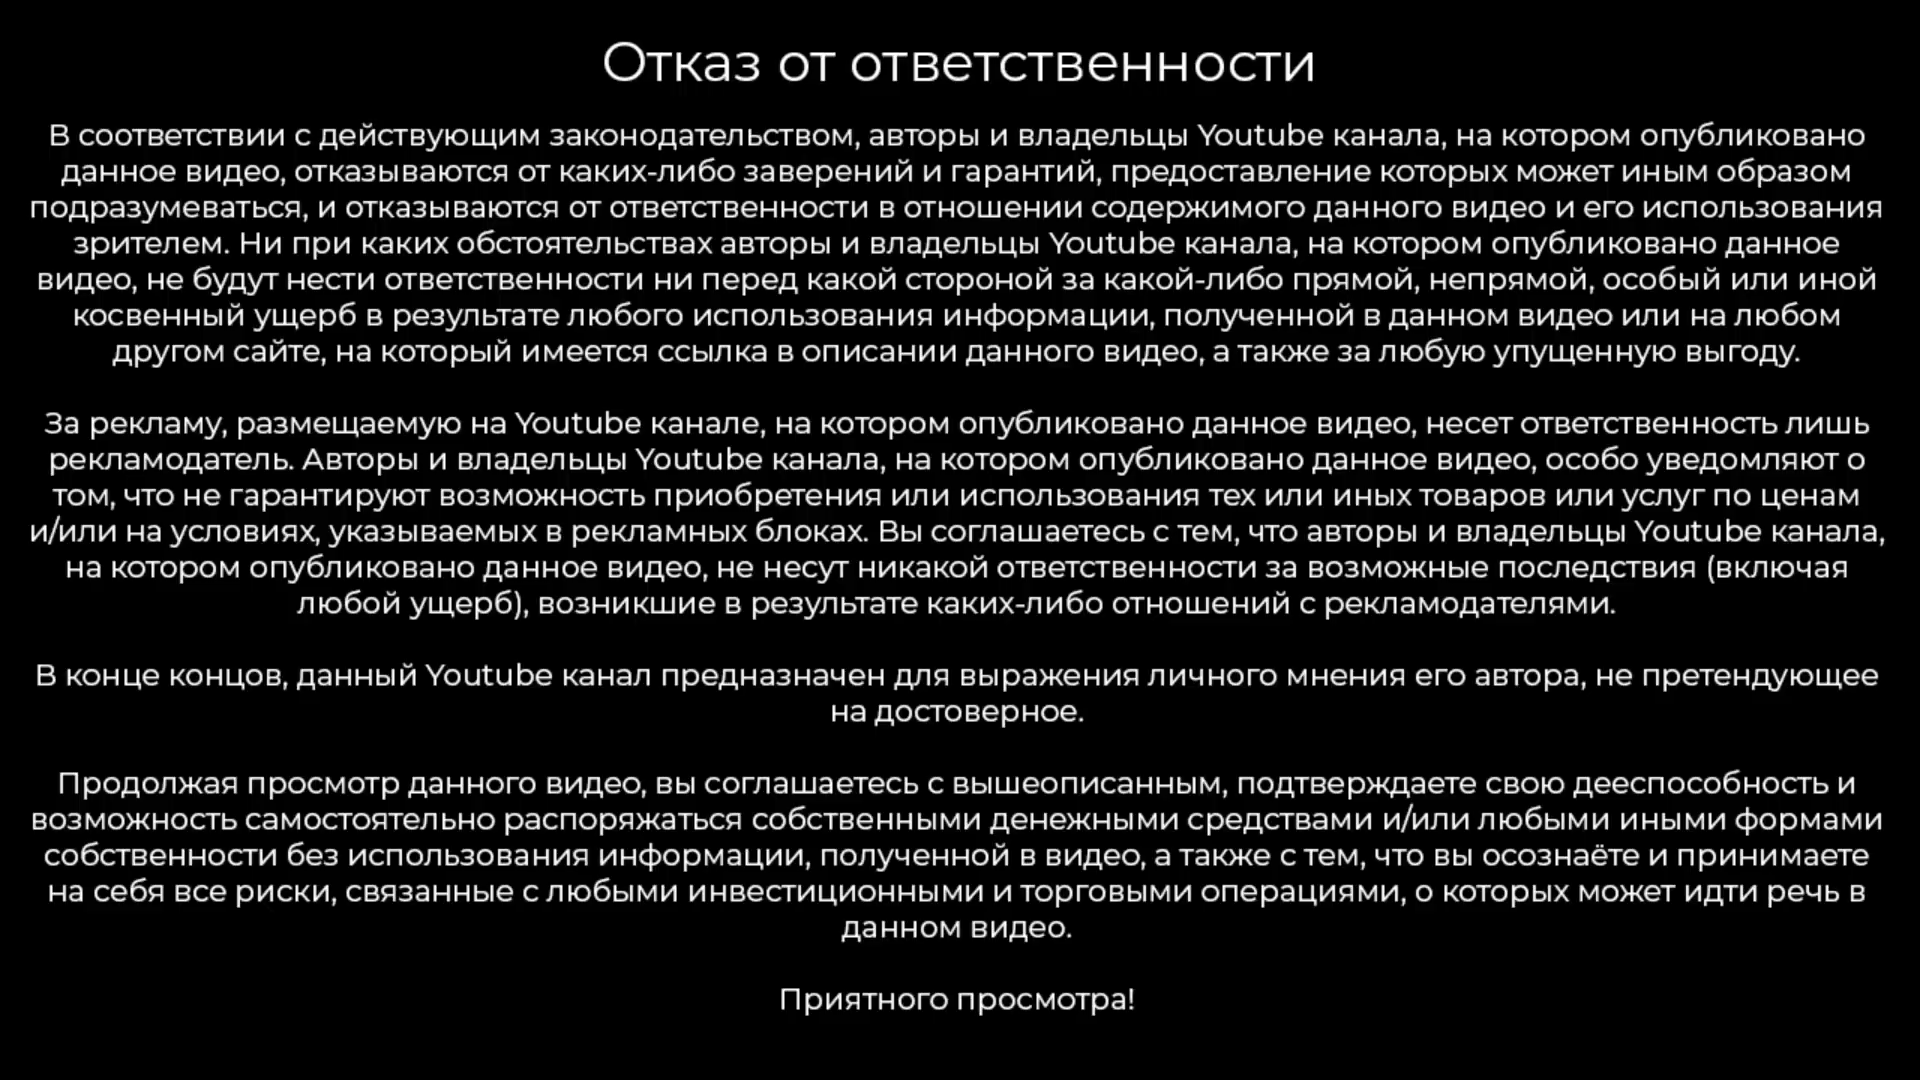 Отказ от ответственности
В соответствии с действующим законодательством, авторы и владельцы Youtube канала, на котором опубликовано
данное видео, отказываются от каких-либо заверений и гарантий, предоставление которых может иным образом
подразумеваться, и отказываются от ответственности в отношении содержимого данного видео и его использования
зрителем. Ни при каких обстоятельствах авторы и владельцы Youtube канала, на котором опубликовано данное
видео, не будут нести ответственности ни перед какой стороной за какой-либо прямой, непрямой, особый или иной
косвенный ущерб в результате любого использования информации, полученной в данном видео или на любом
другом сайте, на который имеется ссылка в описании данного видео, а также за любую упущенную выгоду.
За рекламу, размещаемую на Youtube канале, на котором опубликовано данное видео, несет ответственность лишь
рекламодатель. Авторы и владельцы Youtube канала, на котором опубликовано данное видео, особо уведомляют о
том, что не гарантируют возможность приобретения или использования тех или иных товаров или услуг по ценам
и/или на условиях, указываемых в рекламных блоках. Вы соглашаетесь с тем, что авторы и владельцы Youtube канала,
на котором опубликовано данное видео, не несут никакой ответственности за возможные последствия (включая
любой ущерб), возникшие в результате каких-либо отношений с рекламодателями.
В конце концов, данный Youtube канал предназначен для выражения личного мнения его автора, не претендующее
на достоверное.
Продолжая просмотр данного видео, вы соглашаетесь с вышеописанным, подтверждаете свою дееспособность и
возможность самостоятельно распоряжаться собственными денежными средствами и/или любыми иными формами
собственности без использования информации, полученной в видео, а также с тем, что вы осознаёте и принимаете
на себя все риски, связанные с любыми инвестиционными и торговыми операциями, о которых может идти речь в
данном видео.
Приятного просмотра!